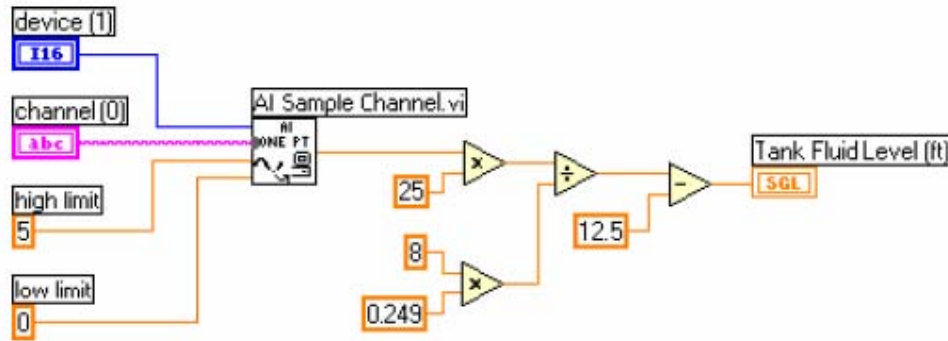 device (1)
I16
channel (0)
abc
AI Sample Channel.vi
AI
ONE PT
high limit
5
low limit
0
×
25
8
×
0.249
÷
12.5
-
Tank Fluid Level (ft)
SGL